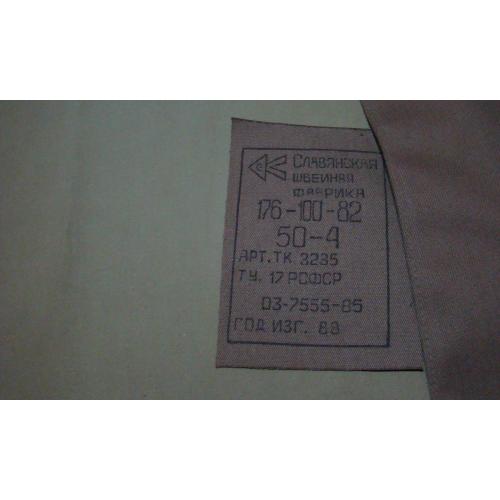 Славянская
швейная
фабрика
176-100-82
50-4
АРТ.ТК 3235
ТУ. 17 РСФСР
03-7555-85
ГОД ИЗГ. 88